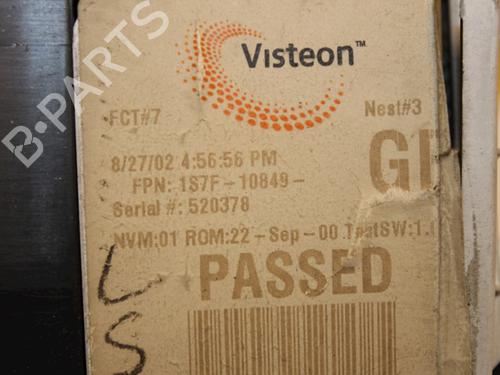 B-PARTS
Visteon™
FCT#7 Nest#3
8/27/02 4:56:56 PM
FPN: 1S7F-10849-
Serial #: 520378
NVM:01 ROM:22-Sep-00 TestSW:1.
PASSED
L
S